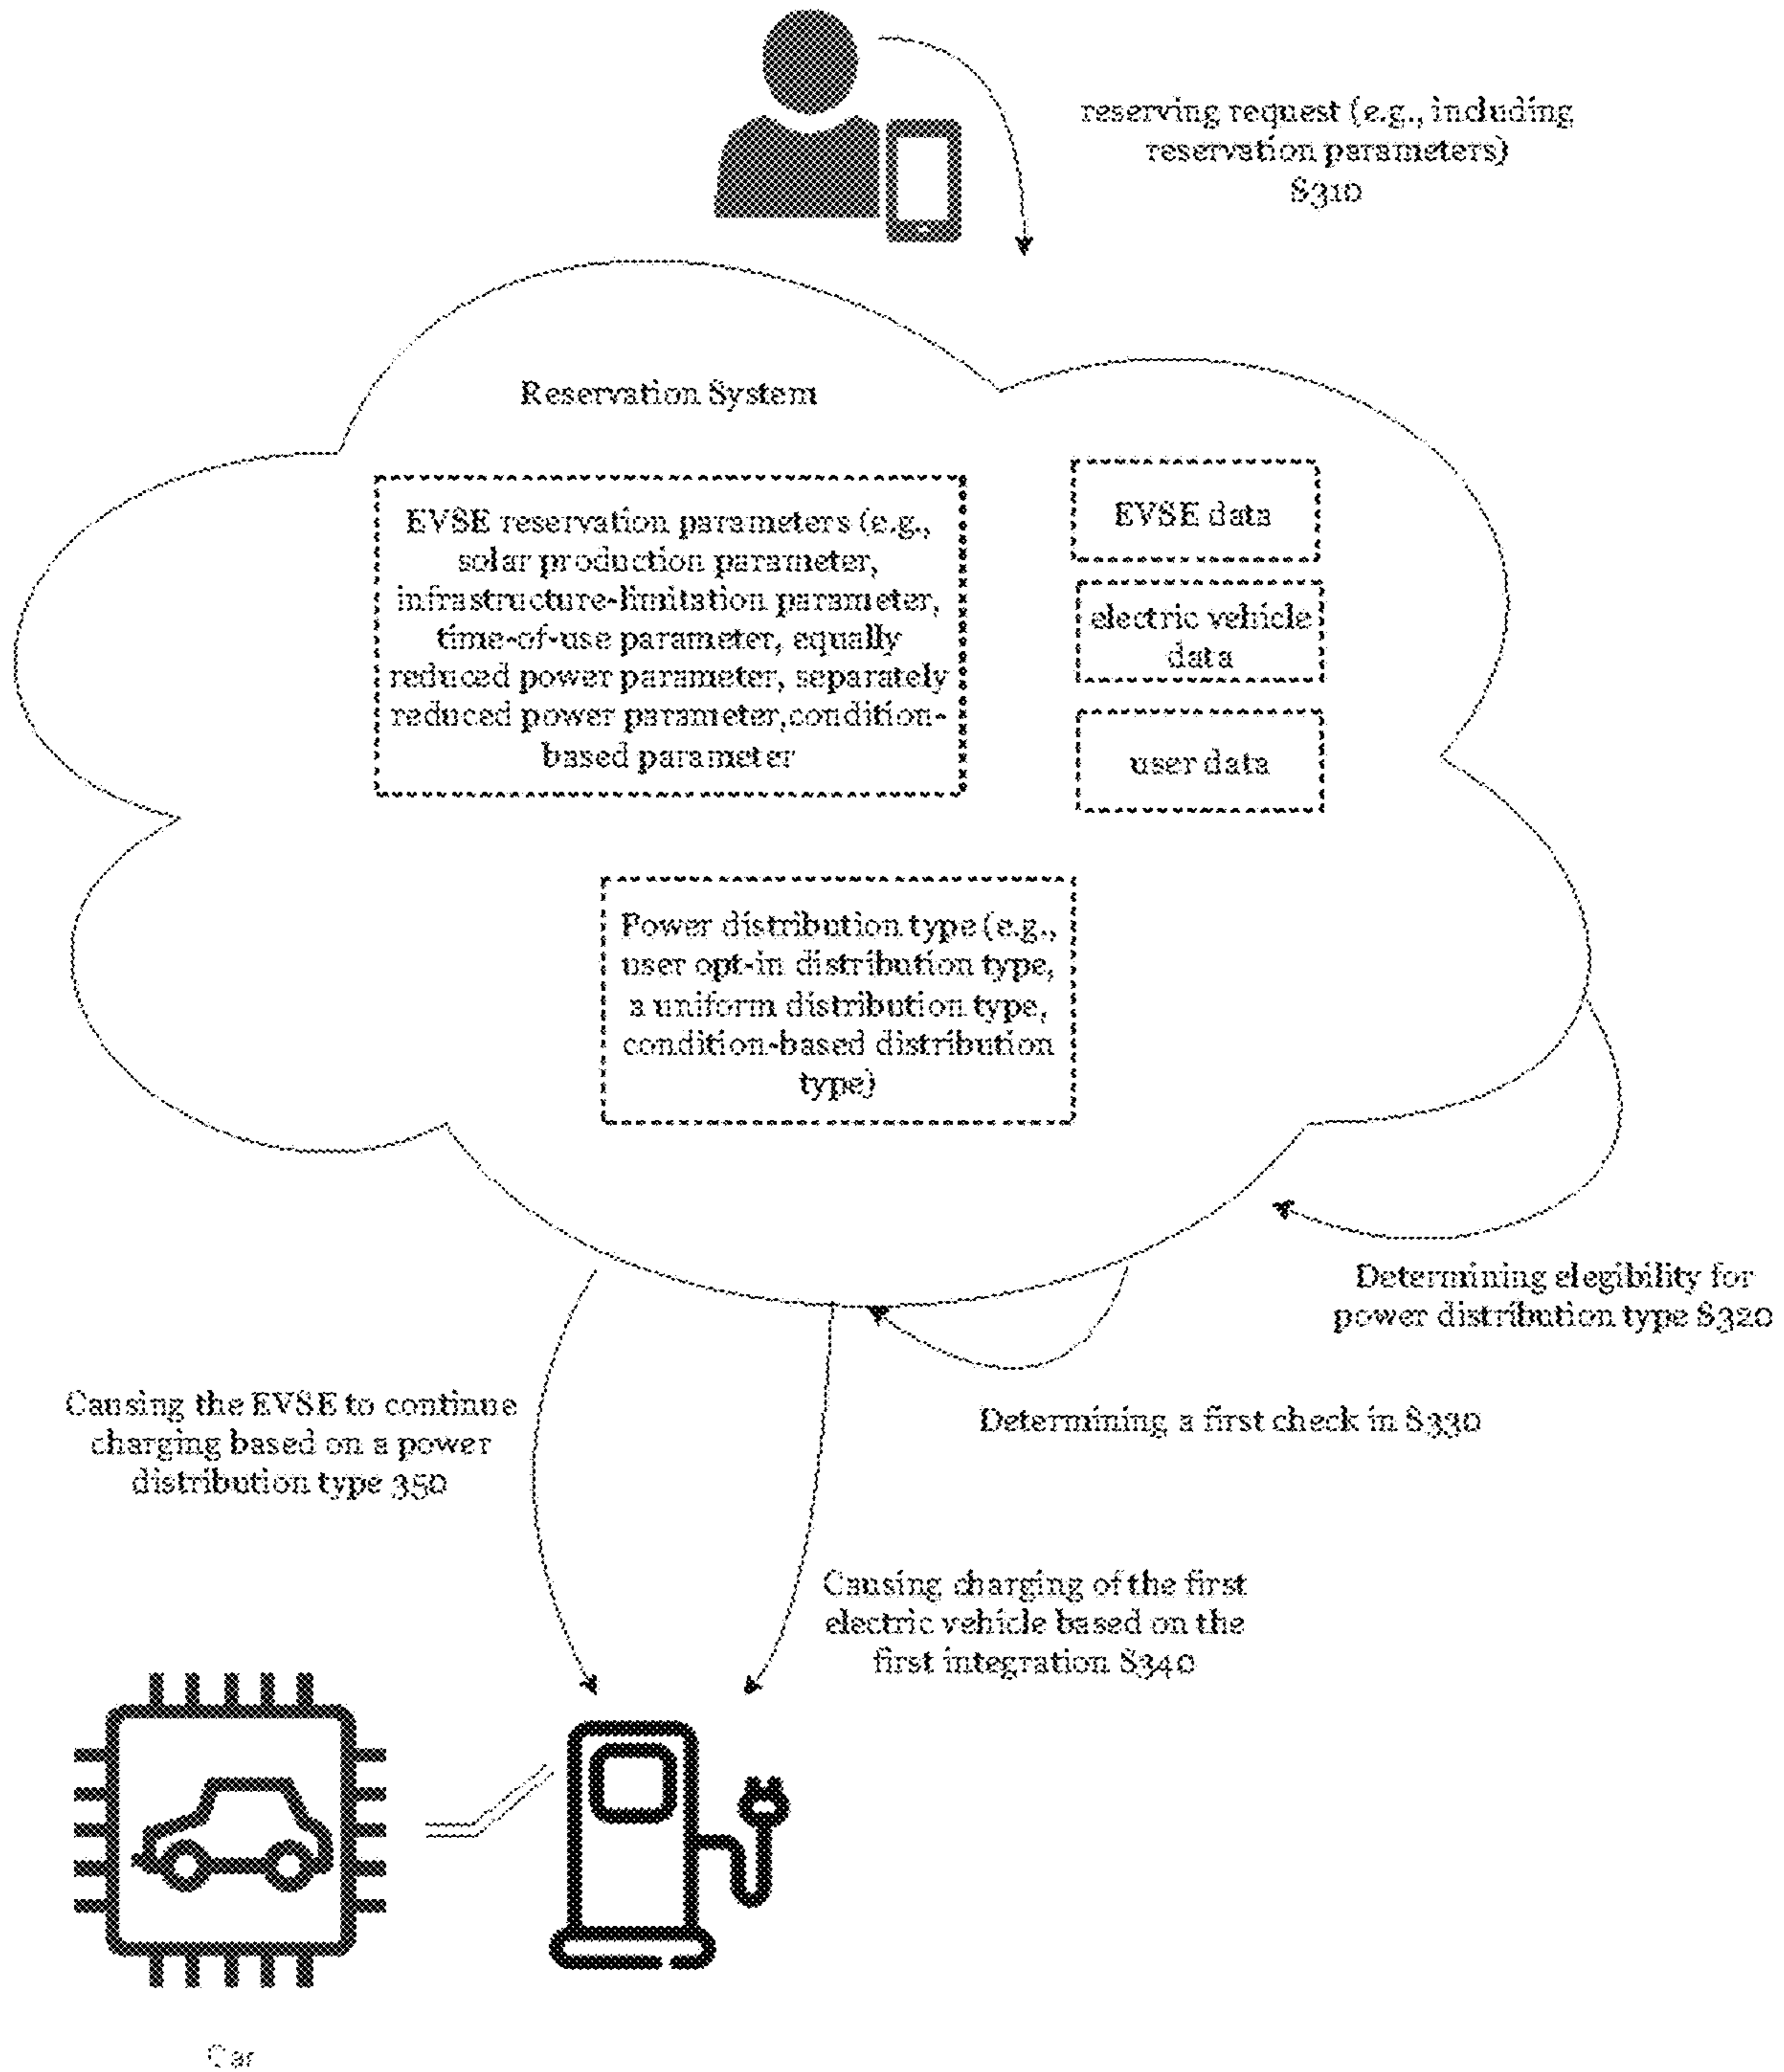 reserving request (e.g., including
reservation parameters)
S310
Reservation System
EVSE reservation parameters (e.g.,
solar production parameter,
infrastructure-limitation parameter,
time-of-use parameter, equally
reduced power parameter, separately
reduced power parameter,condition-
based parameter
EVSE data
electric vehicle
data
user data
Power distribution type (e.g.,
user opt-in distribution type,
a uniform distribution type,
condition-based distribution
type)
Determining elegibility for
power distribution type S320
Determining a first check in S330
Causing the EVSE to continue
charging based on a power
distribution type 350
Causing charging of the first
electric vehicle based on the
first integration S340
Car